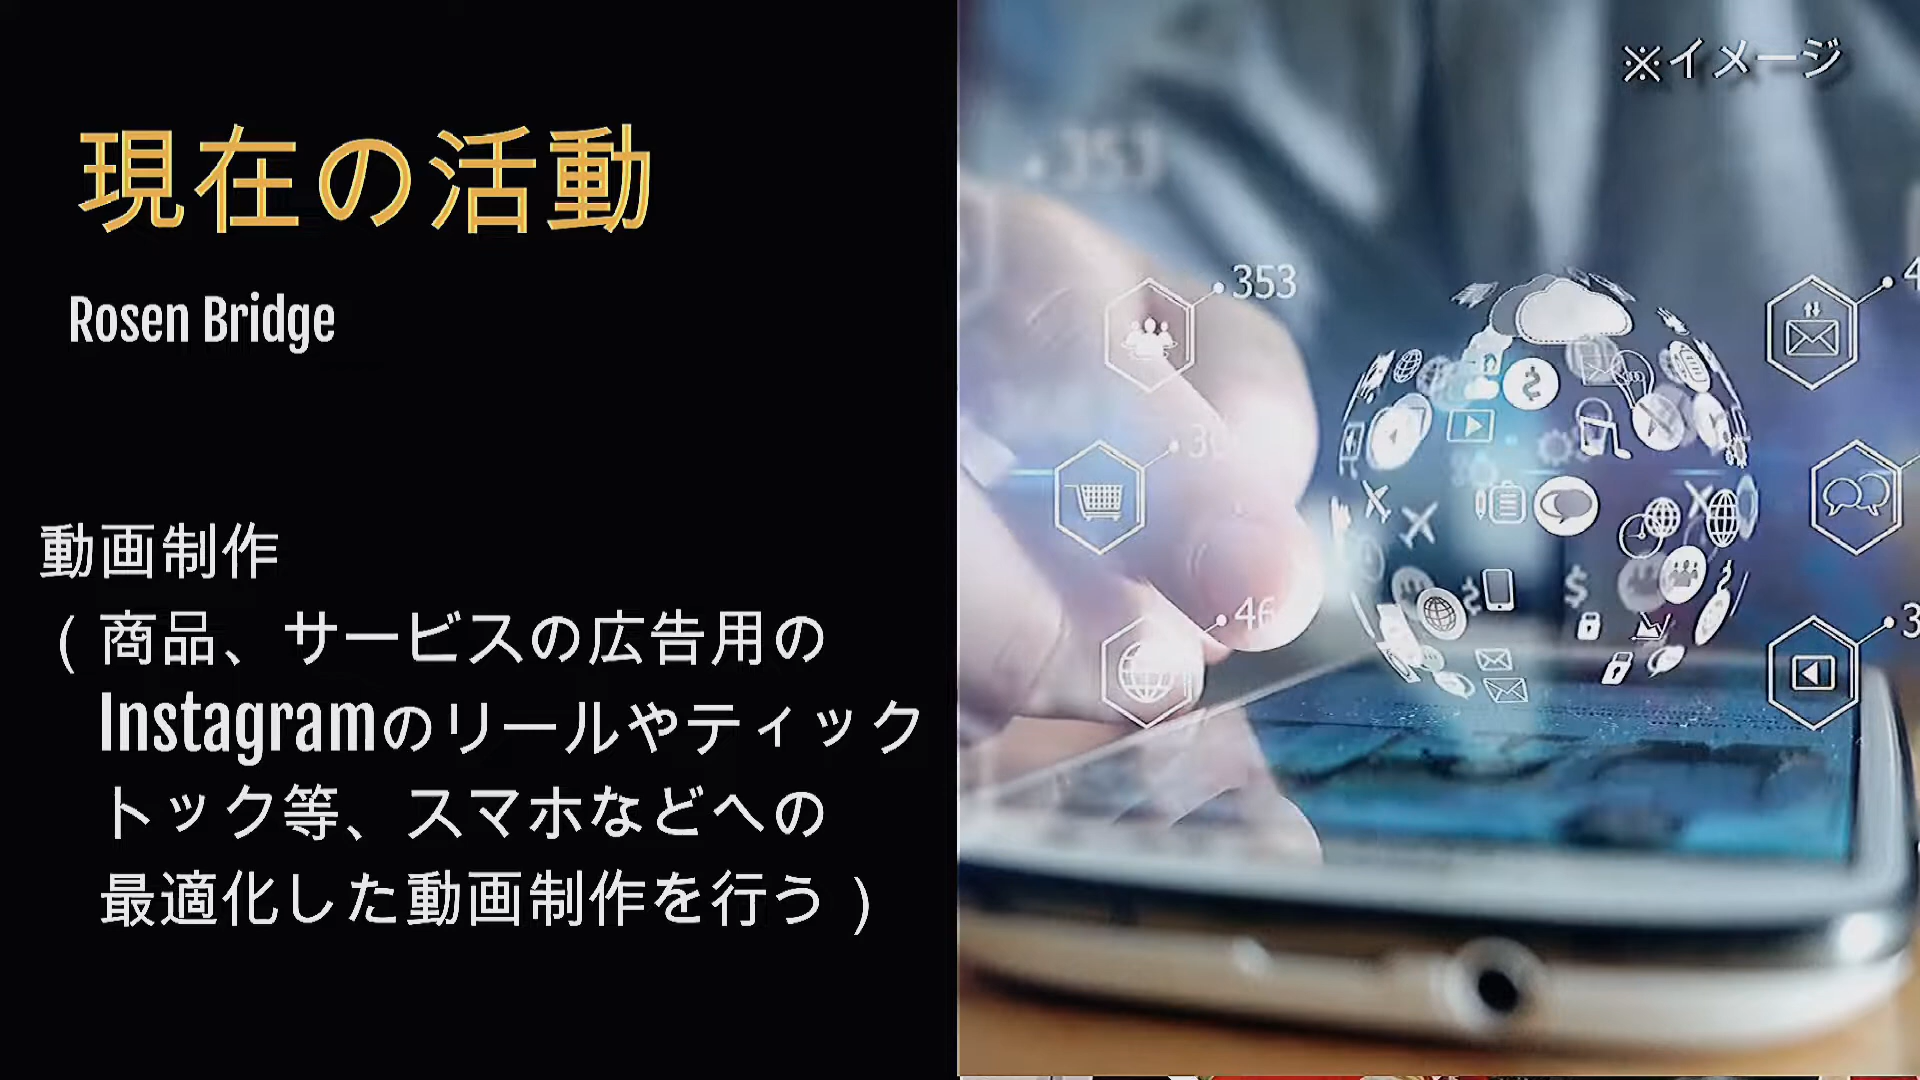 現在の活動
Rosen Bridge
動画制作
( 商品、サービスの広告用の
Instagramのリールやティック
トック等、スマホなどへの
最適化した動画制作を行う )
※イメージ
353
46